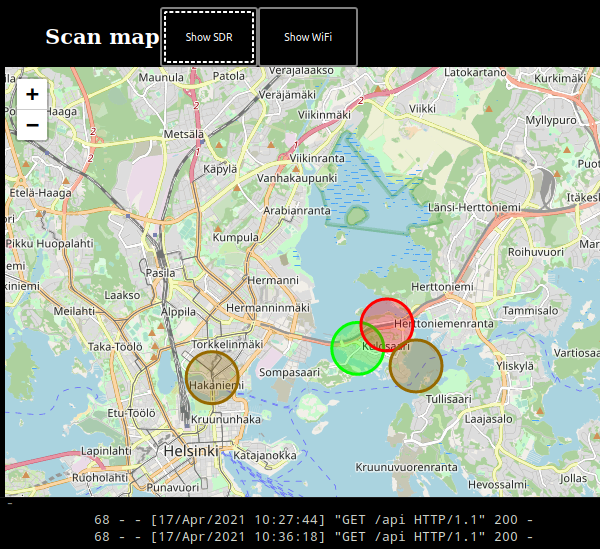 Scan map
Show SDR
Show WiFi
+
−
Maunula
Patola
Veräjälaakso
Latokartano
Kurkimäki
Veräjämäki
Viikinmäki
Viikki
Haaga
Metsälä
Myllypuro
Viikinranta
Käpylä
Vanhakaupunki
Etelä-Haaga
Arabianranta
Länsi-Herttoniemi
Kumpula
Pikku Huopalahti
Roihuvuori
Pasila
Hermanni
Herttoniemi
Laakso
Meilahti
Alppila
Hermanninmäki
Tammisalo
Herttoniemenranta
Taka-Töölö
Torkkelinmäki
Kulosaari
Sompasaari
Yliskylä
Hakaniemi
Tullisaari
Etu-Töölö
Kruununhaka
Laajasalo
Lapinlahti
Helsinki
Katajanokka
Kruunuvuorenranta
Ruoholahti
Jollas
Punavuori
Hevossalmi
68 - - [17/Apr/2021 10:27:44] "GET /api HTTP/1.1" 200 -
68 - - [17/Apr/2021 10:36:18] "GET /api HTTP/1.1" 200 -